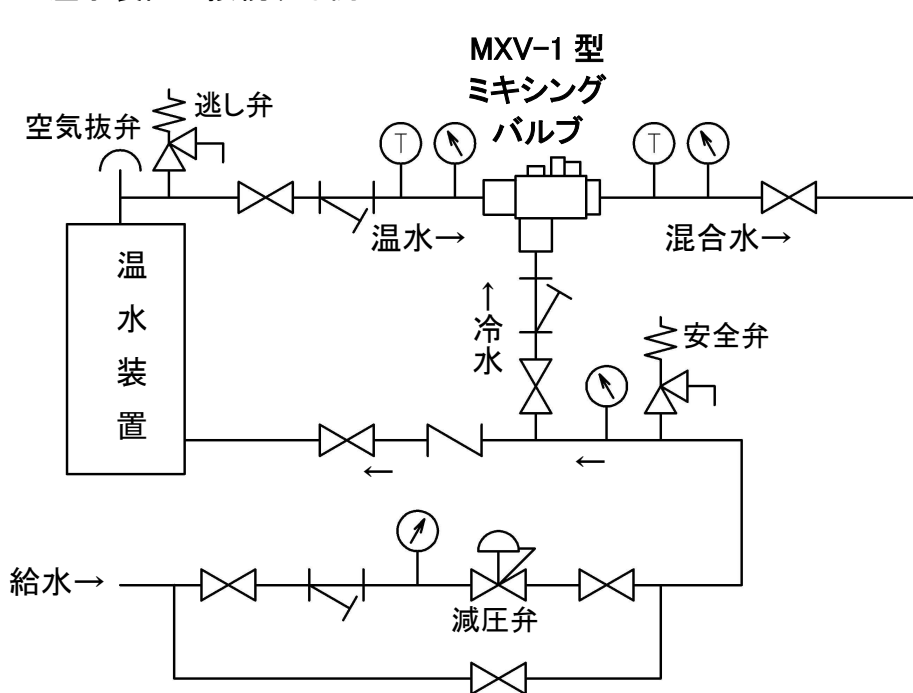 MXV-1 型
ミキシング
バルブ
逃し弁
空気抜弁
T
T
温水→
混合水→
温水装置
↑冷水
安全弁
←
←
給水→
減圧弁